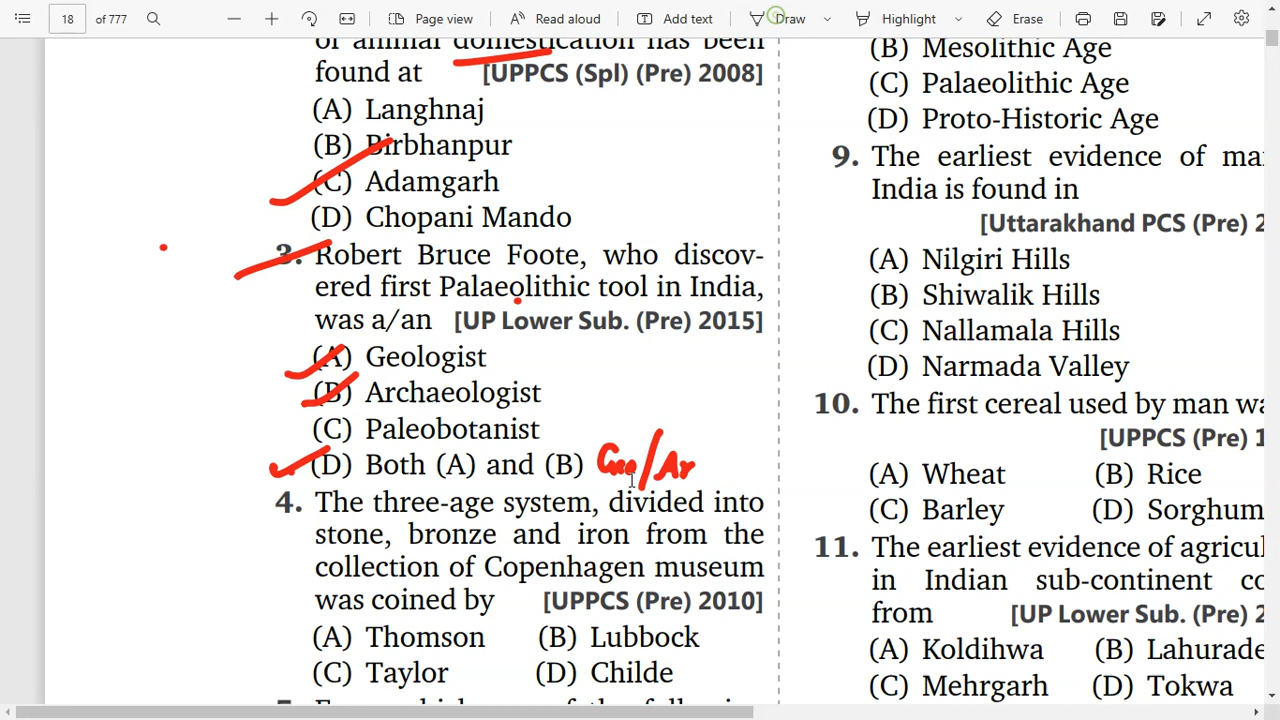 18 of 777
Page view
Read aloud
Add text
Draw
Highlight
Erase
of animal domestication has been
found at [UPPCS (Spl) (Pre) 2008]
(A) Langhnaj
(B) Birbhanpur
(C) Adamgarh
(D) Chopani Mando
3. Robert Bruce Foote, who discov-
ered first Palaeolithic tool in India,
was a/an [UP Lower Sub. (Pre) 2015]
(A) Geologist
(B) Archaeologist
(C) Paleobotanist
(D) Both (A) and (B) Geo/Ar
4. The three-age system, divided into
stone, bronze and iron from the
collection of Copenhagen museum
was coined by [UPPCS (Pre) 2010]
(A) Thomson (B) Lubbock
(C) Taylor (D) Childe
(B) Mesolithic Age
(C) Palaeolithic Age
(D) Proto-Historic Age
9. The earliest evidence of ma
India is found in
[Uttarakhand PCS (Pre) 2
(A) Nilgiri Hills
(B) Shiwalik Hills
(C) Nallamala Hills
(D) Narmada Valley
10. The first cereal used by man wa
[UPPCS (Pre) 1
(A) Wheat (B) Rice
(C) Barley (D) Sorghum
11. The earliest evidence of agricul
in Indian sub-continent co
from [UP Lower Sub. (Pre) 2
(A) Koldihwa (B) Lahurade
(C) Mehrgarh (D) Tokwa